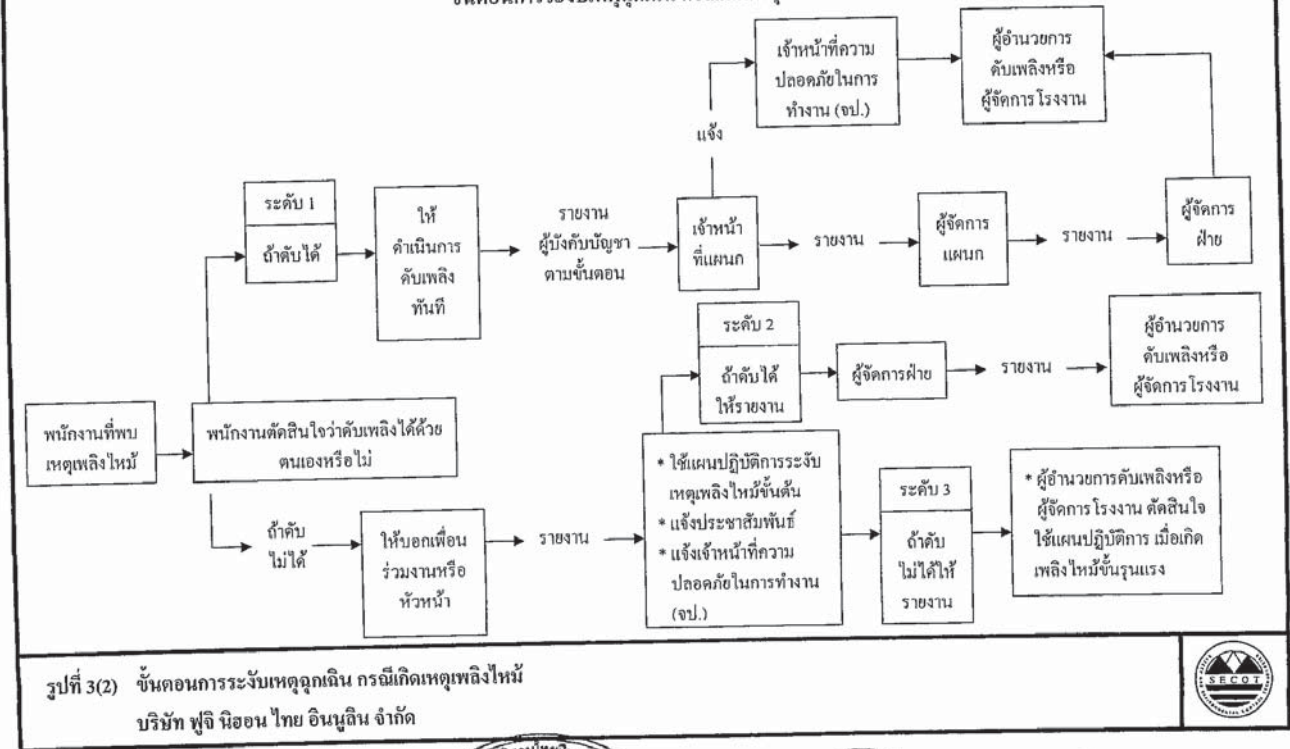 เจ้าหน้าที่ความ
ปลอดภัยในการ
ทำงาน (จป.)
ผู้อำนวยการ
ดับเพลิงหรือ
ผู้จัดการโรงงาน
แจ้ง
ระดับ 1
ถ้าดับได้
ให้
ดำเนินการ
ดับเพลิง
ทันที
รายงาน
ผู้บังคับบัญชา
ตามขั้นตอน
เจ้าหน้า
ที่แผนก
รายงาน
ผู้จัดการ
แผนก
รายงาน
ผู้จัดการ
ฝ่าย
ระดับ 2
ถ้าดับได้
ให้รายงาน
ผู้จัดการฝ่าย
รายงาน
ผู้อำนวยการ
ดับเพลิงหรือ
ผู้จัดการโรงงาน
พนักงานที่พบ
เหตุเพลิงไหม้
พนักงานตัดสินใจว่าดับเพลิงได้ด้วย
ตนเองหรือไม่
ถ้าดับ
ไม่ได้
ให้บอกเพื่อน
ร่วมงานหรือ
หัวหน้า
รายงาน
* ใช้แผนปฏิบัติการระงับ
เหตุเพลิงไหม้ขั้นต้น
* แจ้งประชาสัมพันธ์
* แจ้งเจ้าหน้าที่ความ
ปลอดภัยในการทำงาน
(จป.)
ระดับ 3
ถ้าดับ
ไม่ได้ให้
รายงาน
* ผู้อำนวยการดับเพลิงหรือ
ผู้จัดการโรงงาน ตัดสินใจ
ใช้แผนปฏิบัติการ เมื่อเกิด
เพลิงไหม้ขั้นรุนแรง
รูปที่ 3(2) ขั้นตอนการระงับเหตุฉุกเฉิน กรณีเกิดเหตุเพลิงไหม้
บริษัท ฟูจิ นิฮอน ไทย อินนูลิน จำกัด
SECOT